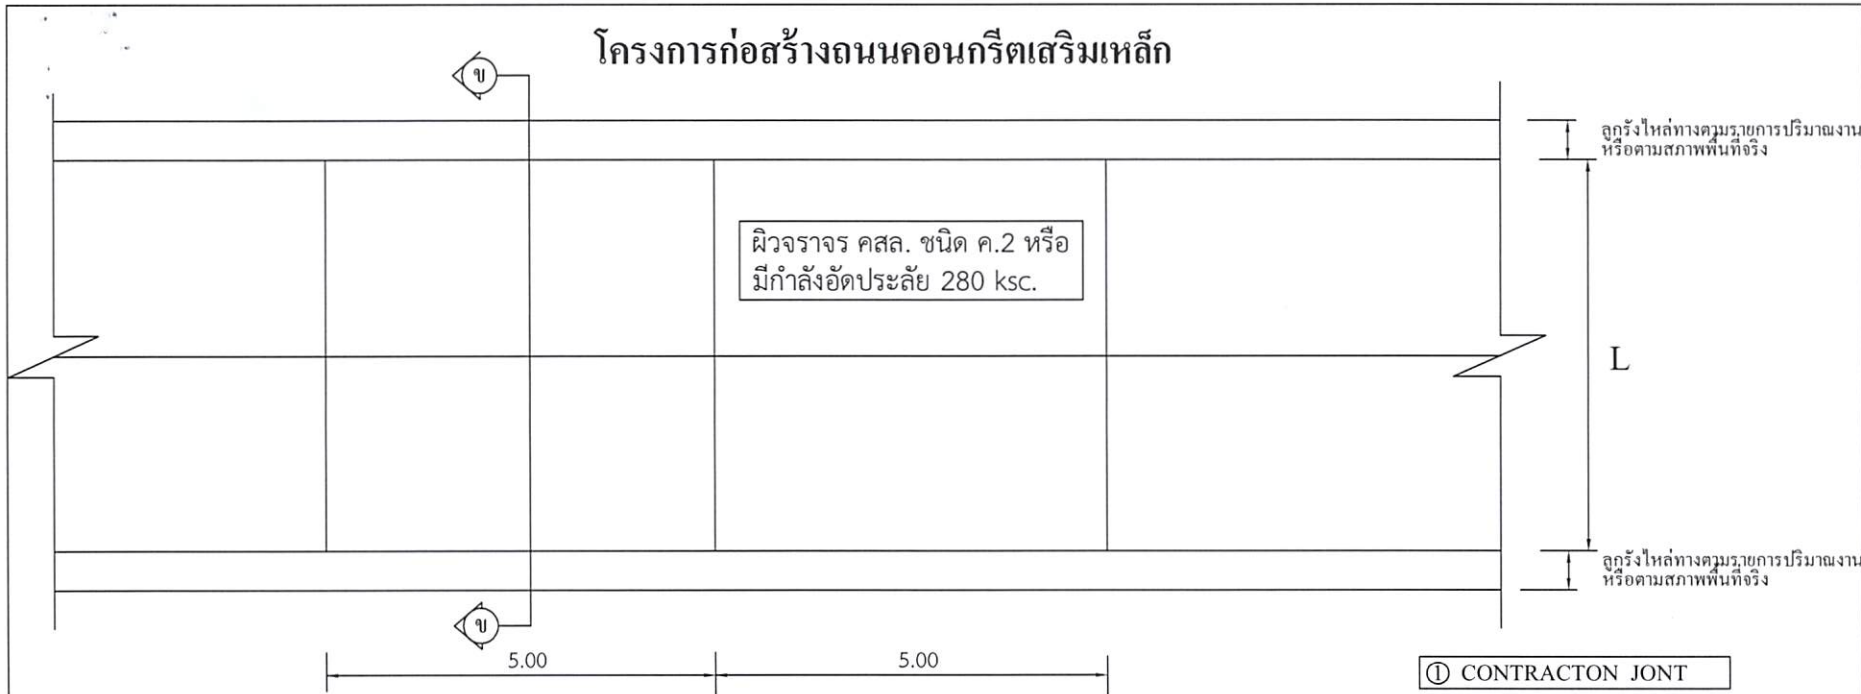 โครงการก่อสร้างถนนคอนกรีตเสริมเหล็ก
ข
ลูกรังไหล่ทางตามรายการปริมาณงาน
หรือตามสภาพพื้นที่จริง
ผิวจราจร คสล. ชนิด ค.2 หรือ
มีกำลังอัดประลัย 280 ksc.
L
ลูกรังไหล่ทางตามรายการปริมาณงาน
หรือตามสภาพพื้นที่จริง
ข
5.00
5.00
① CONTRACTON JONT